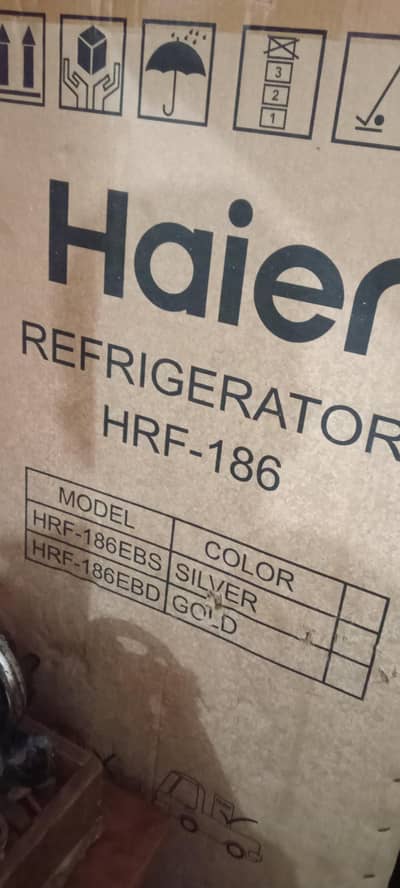 3
2
1
Haier
REFRIGERATOR
HRF-186
MODEL COLOR
HRF-186EBS SILVER
HRF-186EBD GOLD